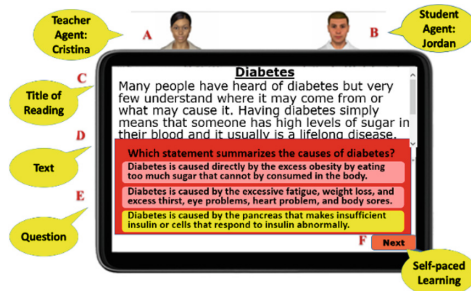 Teacher
Agent:
Cristina
A
B
Student
Agent:
Jordan
C
Title of
Reading
D
Text
E
Question
Diabetes
Many people have heard of diabetes but very
few understand where it may come from or
what may cause it. Having diabetes simply
means that someone has high levels of sugar in
their blood and it usually is a lifelong disease.
Which statement summarizes the causes of diabetes?
Diabetes is caused directly by the excess obesity by eating
too much sugar that cannot by consumed in the body.
Diabetes is caused by the excessive fatigue, weight loss, and
excess thirst, eye problems, heart problem, and body sores.
Diabetes is caused by the pancreas that makes insufficient
insulin or cells that respond to insulin abnormally.
F
Next
Self-paced
Learning